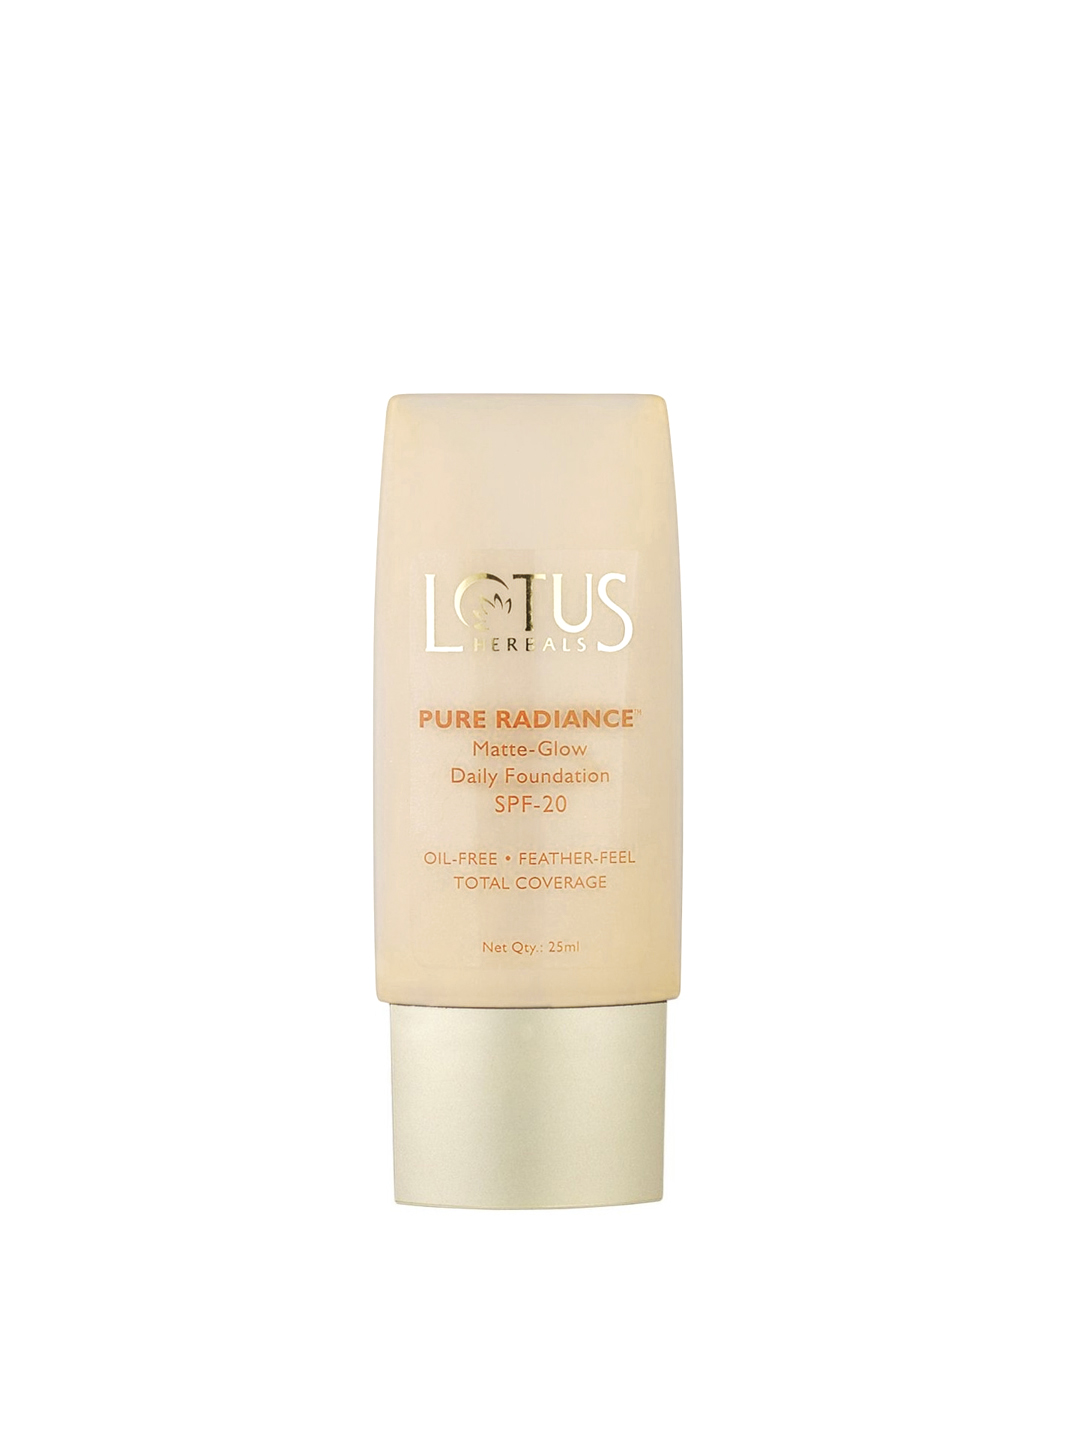 LOTUS
HERBALS
PURE RADIANCE™
Matte-Glow
Daily Foundation
SPF-20
OIL-FREE • FEATHER-FEEL
TOTAL COVERAGE
Net Qty.: 25ml